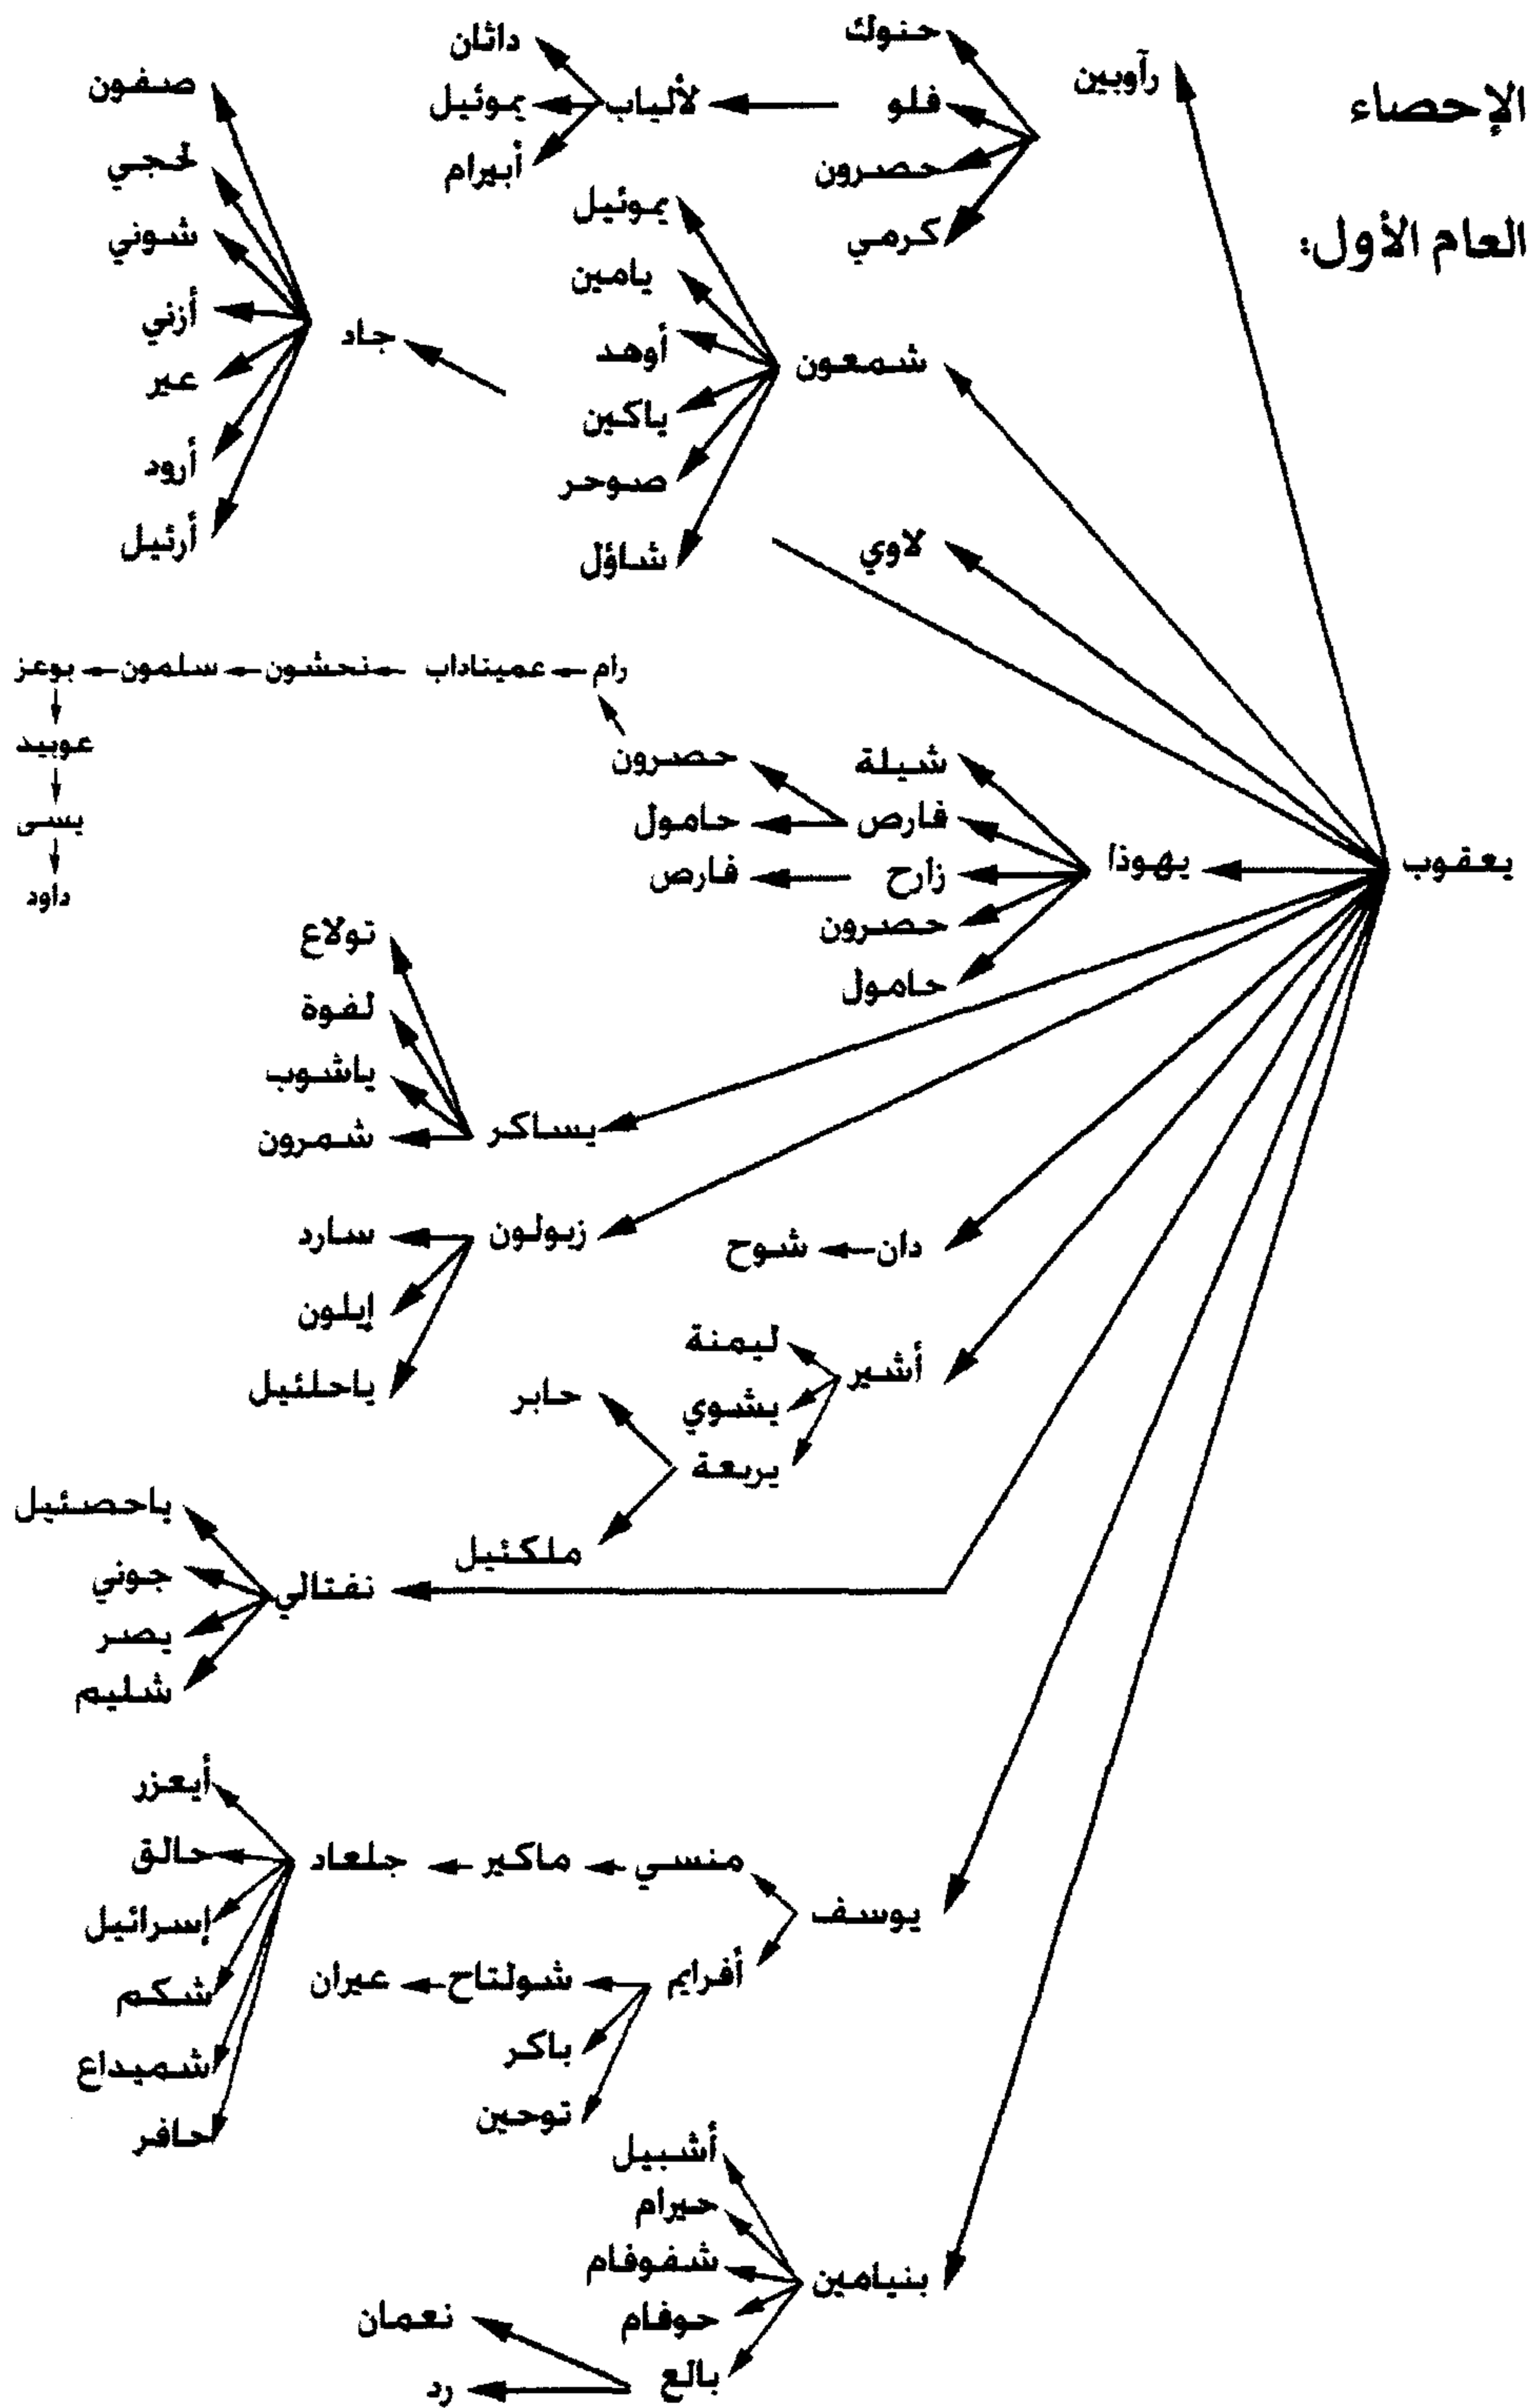 الإحصاء
العام الأول:
يعقوب
رآوبين
حنوك
فلو
حصرون
كرمي
لألياب
داثان
يموئيل
أبيرام
شمعون
يموئيل
يامين
أوهد
ياكين
صوحر
شاؤل
جاد
صفون
لحجي
شوني
أزني
عير
أرود
أرئيل
لاوي
يهوذا
شيلة
فارص
زارح
حصرون
حامول
حصرون
حامول
فارص
رام عميناداب نحشون سلمون بوعز
عوبيد
يسى
داود
يساكر
تولاع
لفوة
ياشوب
شمرون
زبولون
سارد
إيلون
ياحلئيل
دان شوح
أشير
ليمنة
يشوي
يربعة
حابر
ملكئيل
نفتالي
ياحصئيل
جوني
يصر
شليم
يوسف
منسي ماكير جلعاد
أيعزر
حالق
إسرائيل
شكم
شميداع
حافر
أفرايم
شولتاح عيران
باكر
توحين
بنيامين
أشبيل
حيرام
شفوفام
حوفام
بالع
نعمان
رد